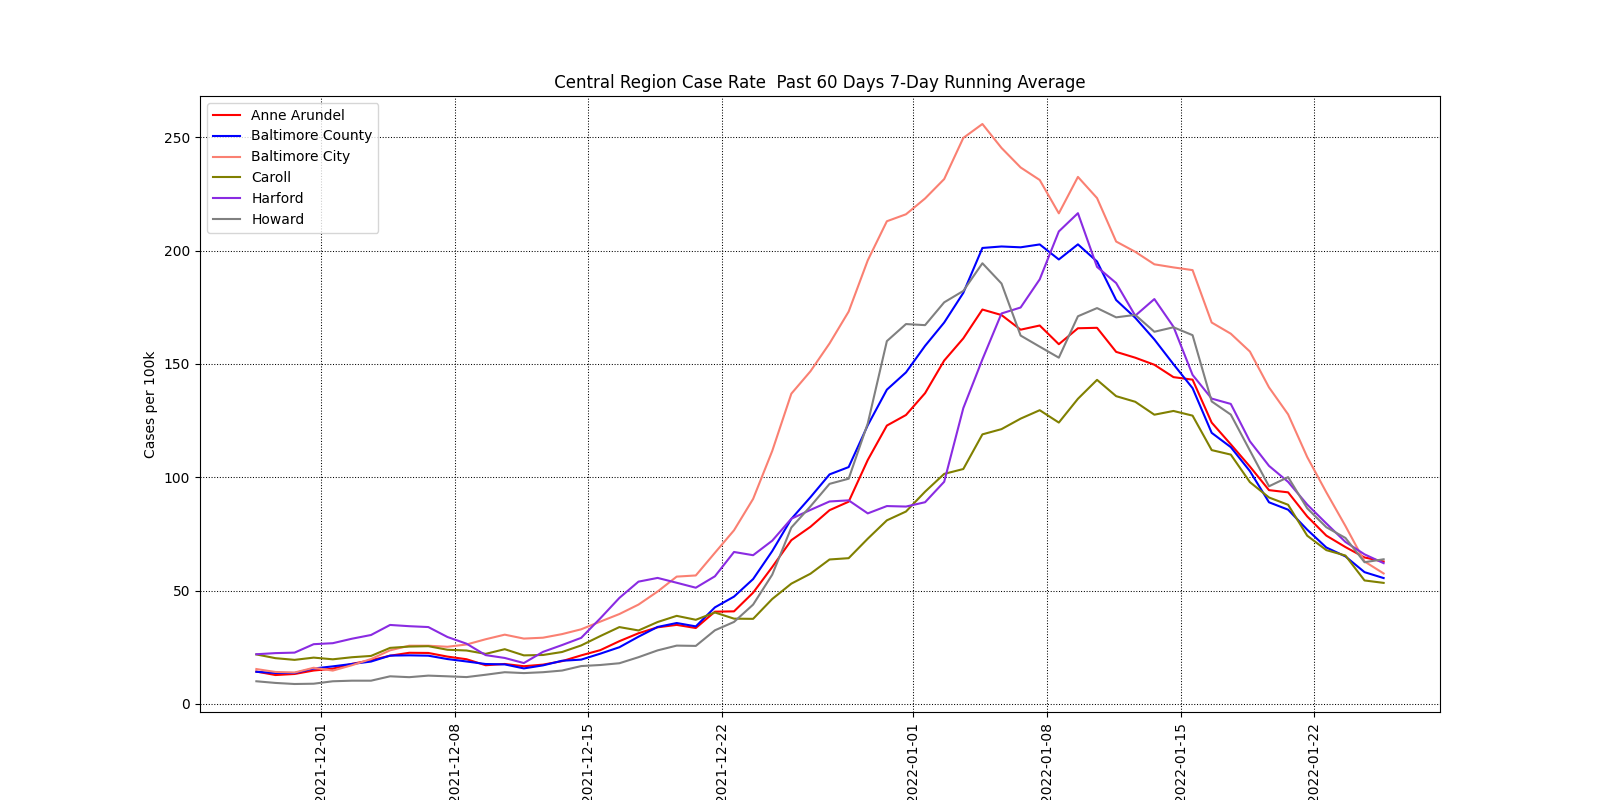 Central Region Case Rate  Past 60 Days 7-Day Running Average
Anne Arundel
Baltimore County
Baltimore City
Caroll
Harford
Howard
Cases per 100k
250
200
150
100
50
0
2021-12-01
2021-12-08
2021-12-15
2021-12-22
2022-01-01
2022-01-08
2022-01-15
2022-01-22